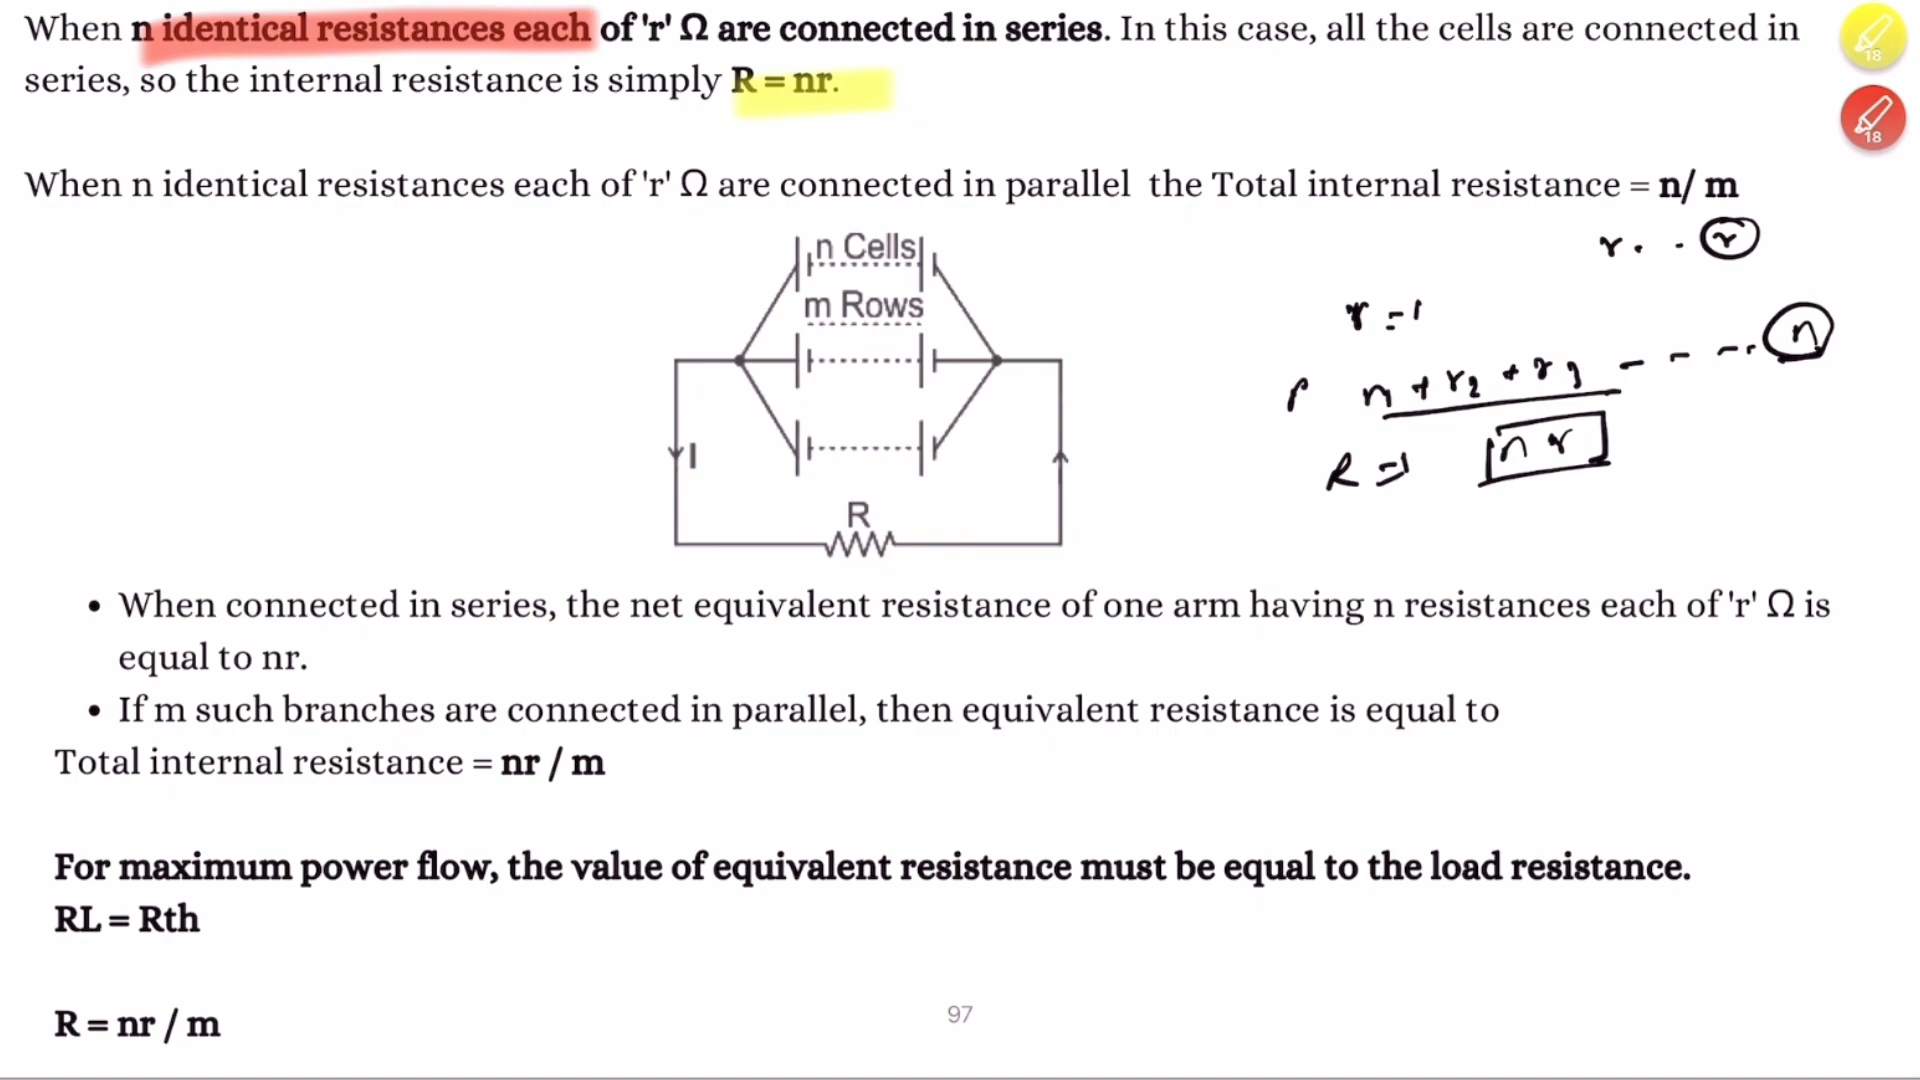 When n identical resistances each of 'r' Ω are connected in series. In this case, all the cells are connected in
series, so the internal resistance is simply R = nr.
When n identical resistances each of 'r' Ω are connected in parallel the Total internal resistance = n/ m
n Cells
m Rows
I
R
r = 1
+ r2 +
n
R =
n r
• When connected in series, the net equivalent resistance of one arm having n resistances each of 'r' Ω is
equal to nr.
• If m such branches are connected in parallel, then equivalent resistance is equal to
Total internal resistance = nr / m
For maximum power flow, the value of equivalent resistance must be equal to the load resistance.
RL = Rth
R = nr / m
97
18
18